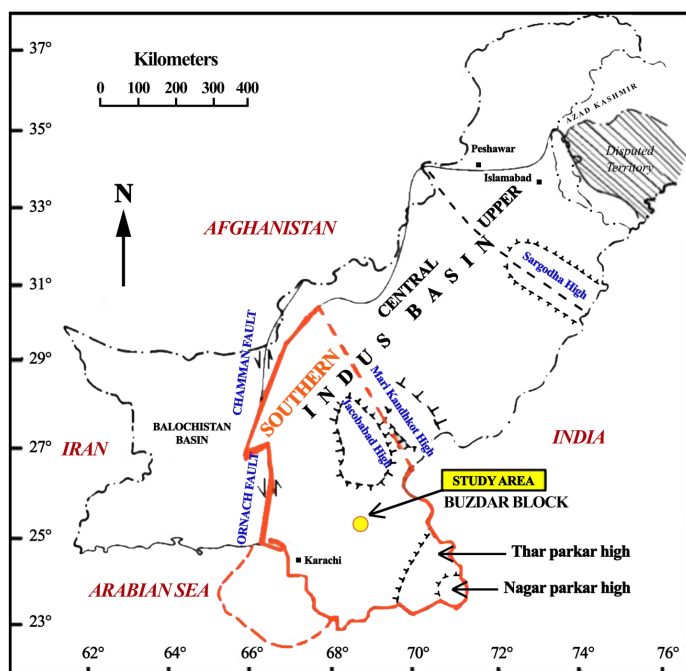 37°
35°
33°
31°
29°
27°
25°
23°
Kilometers
0 100 200 300 400
N
AZAD KASHMIR
Peshawar
Islamabad
Disputed
Territory
AFGHANISTAN
UPPER
CENTRAL
SOUTHERN
INDUS BASIN
Sargodha High
CHAMMAN FAULT
Mari Kandhkot High
Jacobabad High
BALOCHISTAN
BASIN
IRAN
INDIA
ORNACH FAULT
STUDY AREA
BUZDAR BLOCK
Karachi
Thar parkar high
Nagar parkar high
ARABIAN SEA
62° 64° 66° 68° 70° 72° 74° 76°